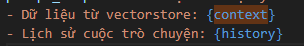 - Dữ liệu từ vectorstore: {context}
- Lịch sử cuộc trò chuyện: {history}